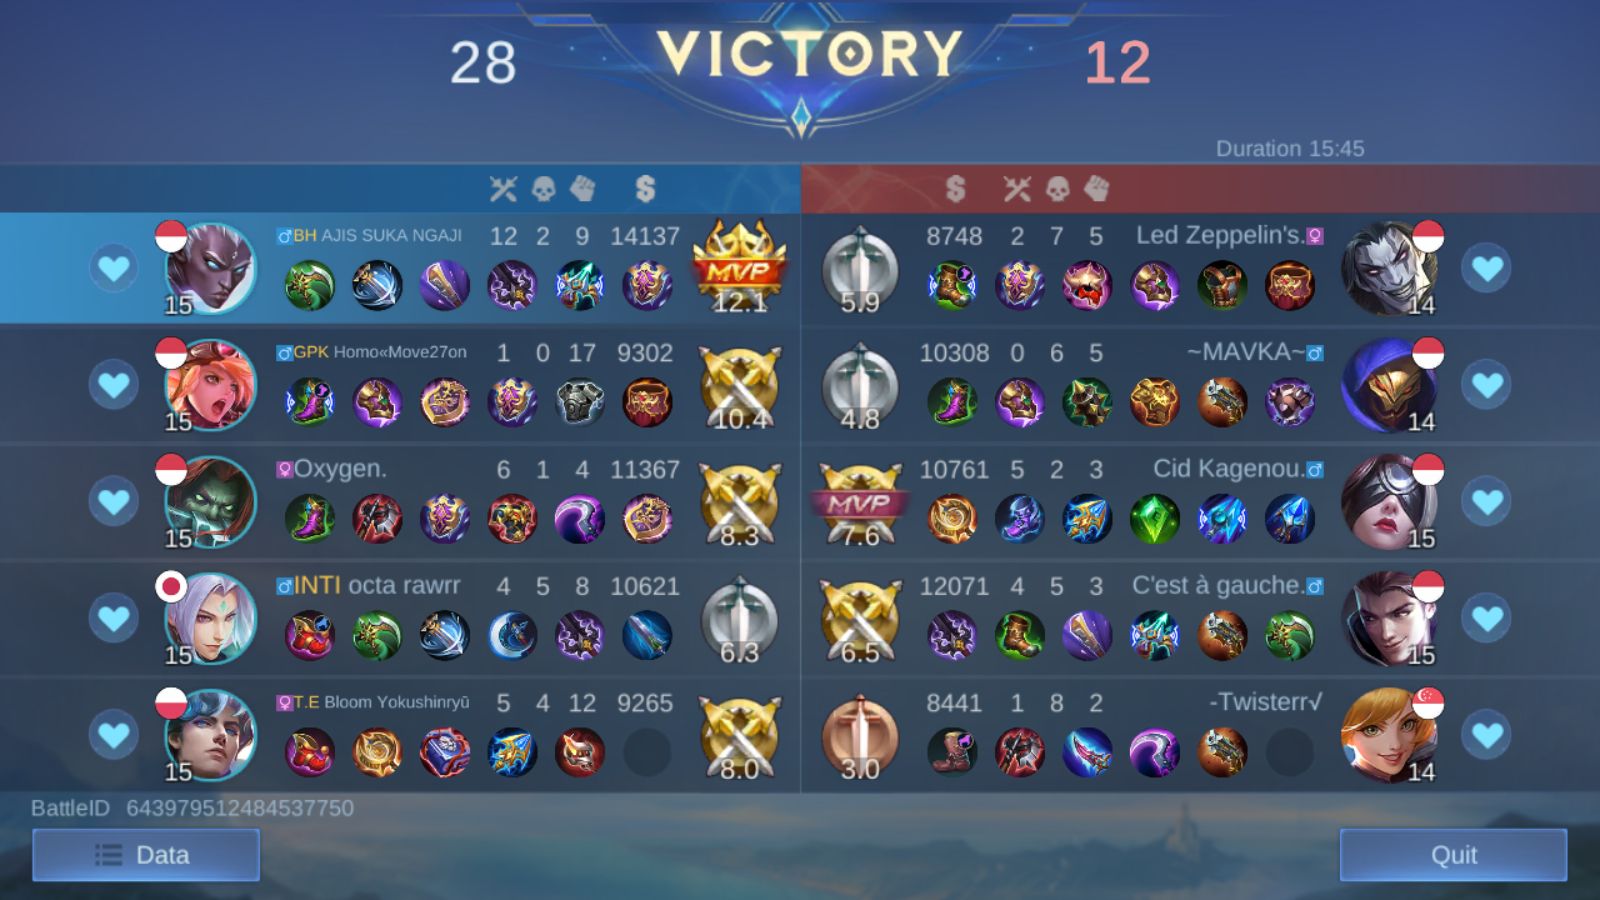 28 VICTORY 12
Duration 15:45
BH AJIS SUKA NGAJI 12 2 9 14137 MVP 12.1 15
5.9 8748 2 7 5 Led Zeppelin's. 14
GPK Homo«Move27on 1 0 17 9302 10.4 15
4.8 10308 0 6 5 ~MAVKA~ 14
Oxygen. 6 1 4 11367 8.3 15
MVP 7.6 10761 5 2 3 Cid Kagenou. 15
INTI octa rawrr 4 5 8 10621 6.3 15
6.5 12071 4 5 3 C'est à gauche. 15
T.E Bloom Yokushinryū 5 4 12 9265 8.0 15
3.0 8441 1 8 2 -Twisterr√ 14
BattleID 643979512484537750
Data
Quit